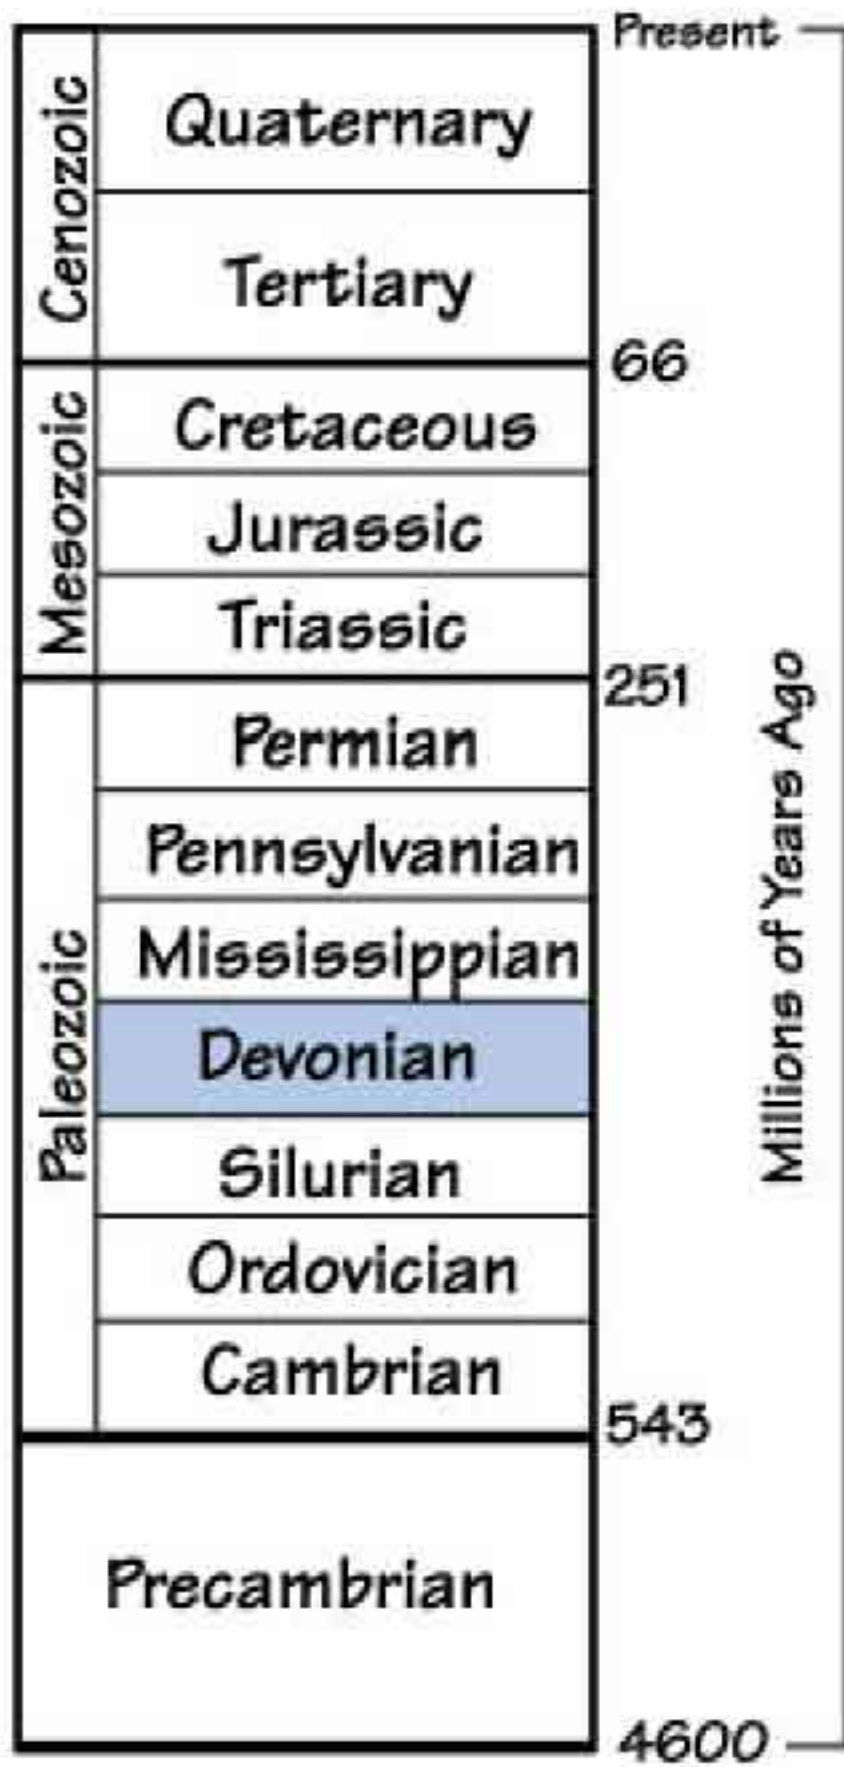 Present
Cenozoic
Quaternary
Tertiary
66
Mesozoic
Cretaceous
Jurassic
Triassic
251
Paleozoic
Permian
Pennsylvanian
Mississippian
Devonian
Silurian
Ordovician
Cambrian
543
Precambrian
4600
Millions of Years Ago